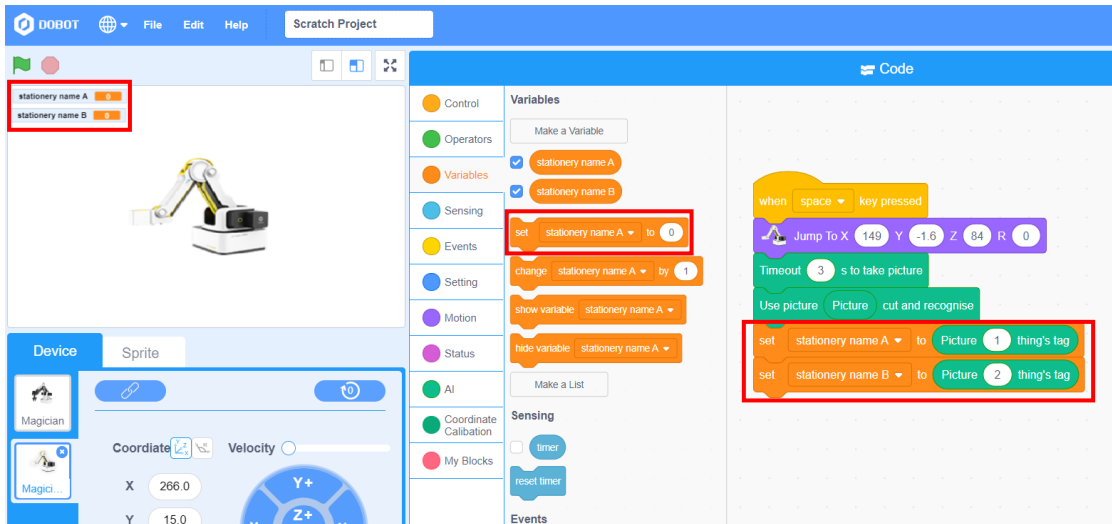 DOBOT File Edit Help Scratch Project
Code
stationery name A 0
stationery name B 0
Control
Operators
Variables
Sensing
Events
Setting
Motion
Status
AI
Coordinate
Calibation
My Blocks
Variables
Make a Variable
stationery name A
stationery name B
set stationery name A to 0
change stationery name A by 1
show variable stationery name A
hide variable stationery name A
Make a List
Sensing
timer
reset timer
Events
when space key pressed
Jump To X 149 Y -1.6 Z 84 R 0
Timeout 3 s to take picture
Use picture Picture cut and recognise
set stationery name A to Picture 1 thing's tag
set stationery name B to Picture 2 thing's tag
Device Sprite
Magician
Magici...
Coordiate Velocity
X 266.0
Y 15.0
Y+
Z+